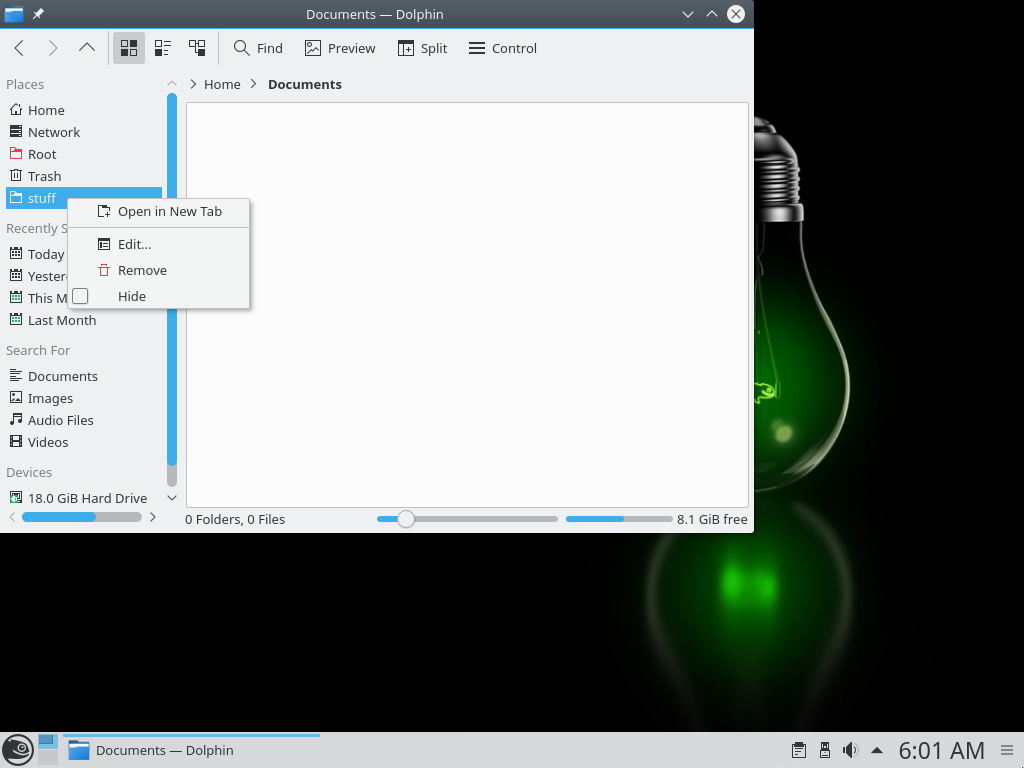 Documents — Dolphin
Find
Preview
Split
Control
Places
Home
Network
Root
Trash
stuff
Home
Documents
Open in New Tab
Edit...
Remove
Hide
Recently S
Today
Yester
This M
Last Month
Search For
Documents
Images
Audio Files
Videos
Devices
18.0 GiB Hard Drive
0 Folders, 0 Files
8.1 GiB free
Documents — Dolphin
6:01 AM